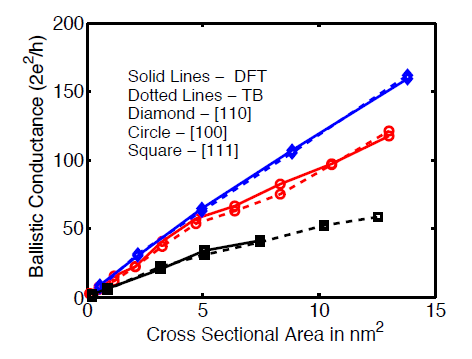 200
150
100
50
0
0
5
10
15
Ballistic Conductance (2e²/h)
Solid Lines – DFT
Dotted Lines – TB
Diamond – [110]
Circle – [100]
Square – [111]
Cross Sectional Area in nm²